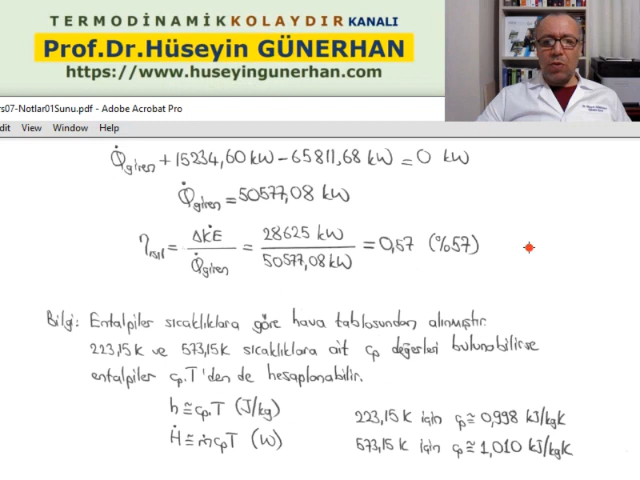 TERMODİNAMİKKOLAYDIR KANALI
Prof.Dr.Hüseyin GÜNERHAN
https://www.huseyingunerhan.com
rs07-Notlar01Sunu.pdf - Adobe Acrobat Pro
dit View Window Help
Q̇giren + 15234,60 kW − 65811,68 kW = 0 kW
Q̇giren = 50577,08 kW
ηısıl = ΔK̇E / Q̇giren = 28625 kW / 50577,08 kW = 0,57 (%57)
Bilgi: Entalpiler sıcaklıklara göre hava tablosundan alınmıştır.
223,15 K ve 573,15 K sıcaklıklara ait cp değerleri bulunabilirse
entalpiler cp.T'den de hesaplanabilir.
h ≅ cp.T (J/kg) 223,15 K için cp ≅ 0,998 kJ/kgK
Ḣ ≅ ṁcpT (W) 573,15 K için cp ≅ 1,010 kJ/kgK